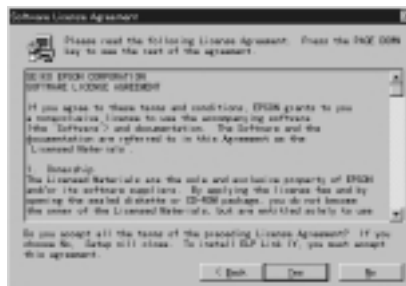 Software License Agreement
Please read the following License Agreement. Press the PAGE DOWN
key to see the rest of the agreement.
SEIKO EPSON CORPORATION
SOFTWARE LICENSE AGREEMENT
If you agree to these terms and conditions, EPSON grants to you
a nonexclusive license to use the accompanying software
(the `Software') and documentation. The Software and the
documentation are referred to in this Agreement as the
`Licensed Materials'.
1. Ownership
The Licensed Materials are the sole and exclusive property of EPSON
and/or its software suppliers. By applying the license fee and by
opening the sealed diskette or CD-ROM package, you do not become
the owner of the Licensed Materials, but are entitled solely to use
Do you accept all the terms of the preceding License Agreement? If you
choose No, Setup will close. To install ELP Link IV, you must accept
this agreement.
< Back
Yes
No